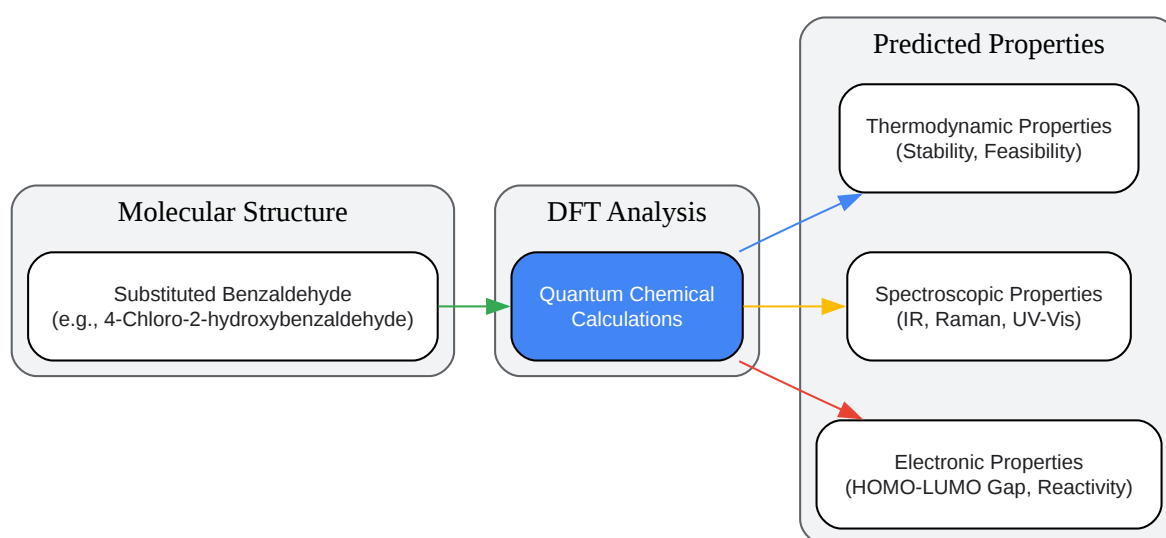 Molecular Structure
Substituted Benzaldehyde
(e.g., 4-Chloro-2-hydroxybenzaldehyde)
DFT Analysis
Quantum Chemical
Calculations
Predicted Properties
Thermodynamic Properties
(Stability, Feasibility)
Spectroscopic Properties
(IR, Raman, UV-Vis)
Electronic Properties
(HOMO-LUMO Gap, Reactivity)